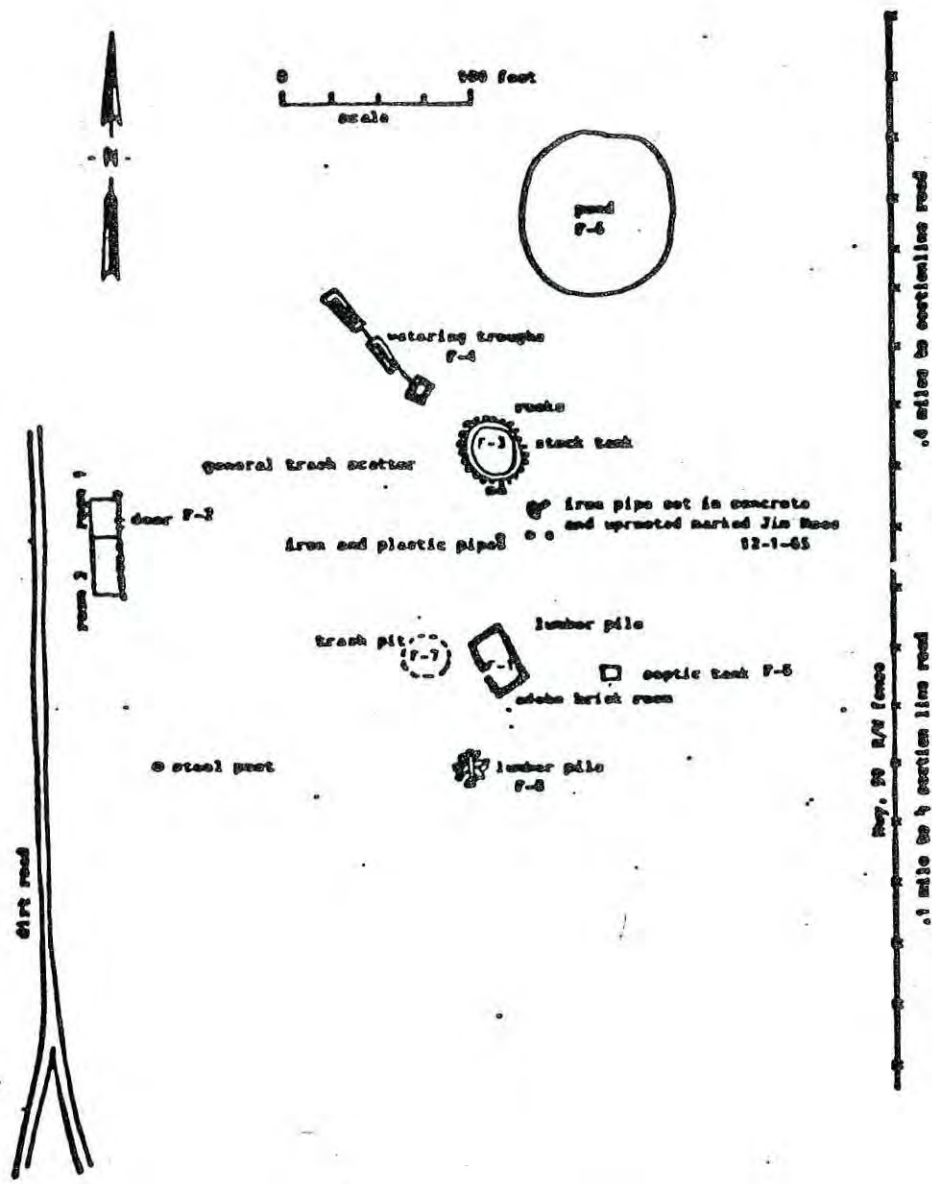 N
0 100 feet
scale
pond
F-6
watering troughs
F-4
rocks
F-3
stock tank
general trash scatter
room 1
door F-2
room 2
iron pipe set in concrete
and uprooted marked Jim
12-1-65
iron and plastic pipes
lumber pile
trash pit
F-7
F-1
septic tank F-5
adobe brick room
steel post
lumber pile
F-8
dirt road
Hwy. R/W fence
.4 miles to section line road
.1 mile to ¼ section line road